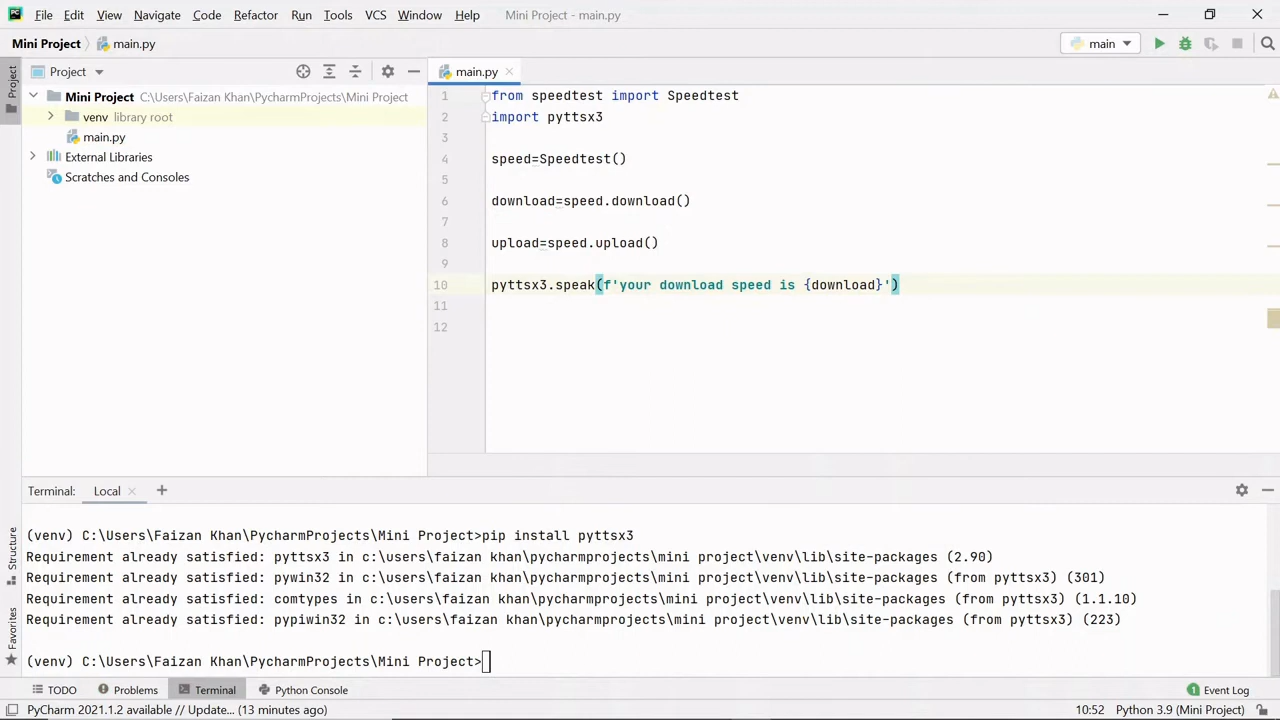 PC File Edit View Navigate Code Refactor Run Tools VCS Window Help Mini Project - main.py
Mini Project main.py main
Project
Project
main.py
Mini Project C:\Users\Faizan Khan\PycharmProjects\Mini Project
venv library root
main.py
External Libraries
Scratches and Consoles
1 from speedtest import Speedtest
2 import pyttsx3
3
4 speed=Speedtest()
5
6 download=speed.download()
7
8 upload=speed.upload()
9
10 pyttsx3.speak(f'your download speed is {download}')
11
12
Terminal: Local +
Structure
Favorites
(venv) C:\Users\Faizan Khan\PycharmProjects\Mini Project>pip install pyttsx3
Requirement already satisfied: pyttsx3 in c:\users\faizan khan\pycharmprojects\mini project\venv\lib\site-packages (2.90)
Requirement already satisfied: pywin32 in c:\users\faizan khan\pycharmprojects\mini project\venv\lib\site-packages (from pyttsx3) (301)
Requirement already satisfied: comtypes in c:\users\faizan khan\pycharmprojects\mini project\venv\lib\site-packages (from pyttsx3) (1.1.10)
Requirement already satisfied: pypiwin32 in c:\users\faizan khan\pycharmprojects\mini project\venv\lib\site-packages (from pyttsx3) (223)
(venv) C:\Users\Faizan Khan\PycharmProjects\Mini Project>
TODO Problems Terminal Python Console 1 Event Log
PyCharm 2021.1.2 available // Update... (13 minutes ago) 10:52 Python 3.9 (Mini Project)